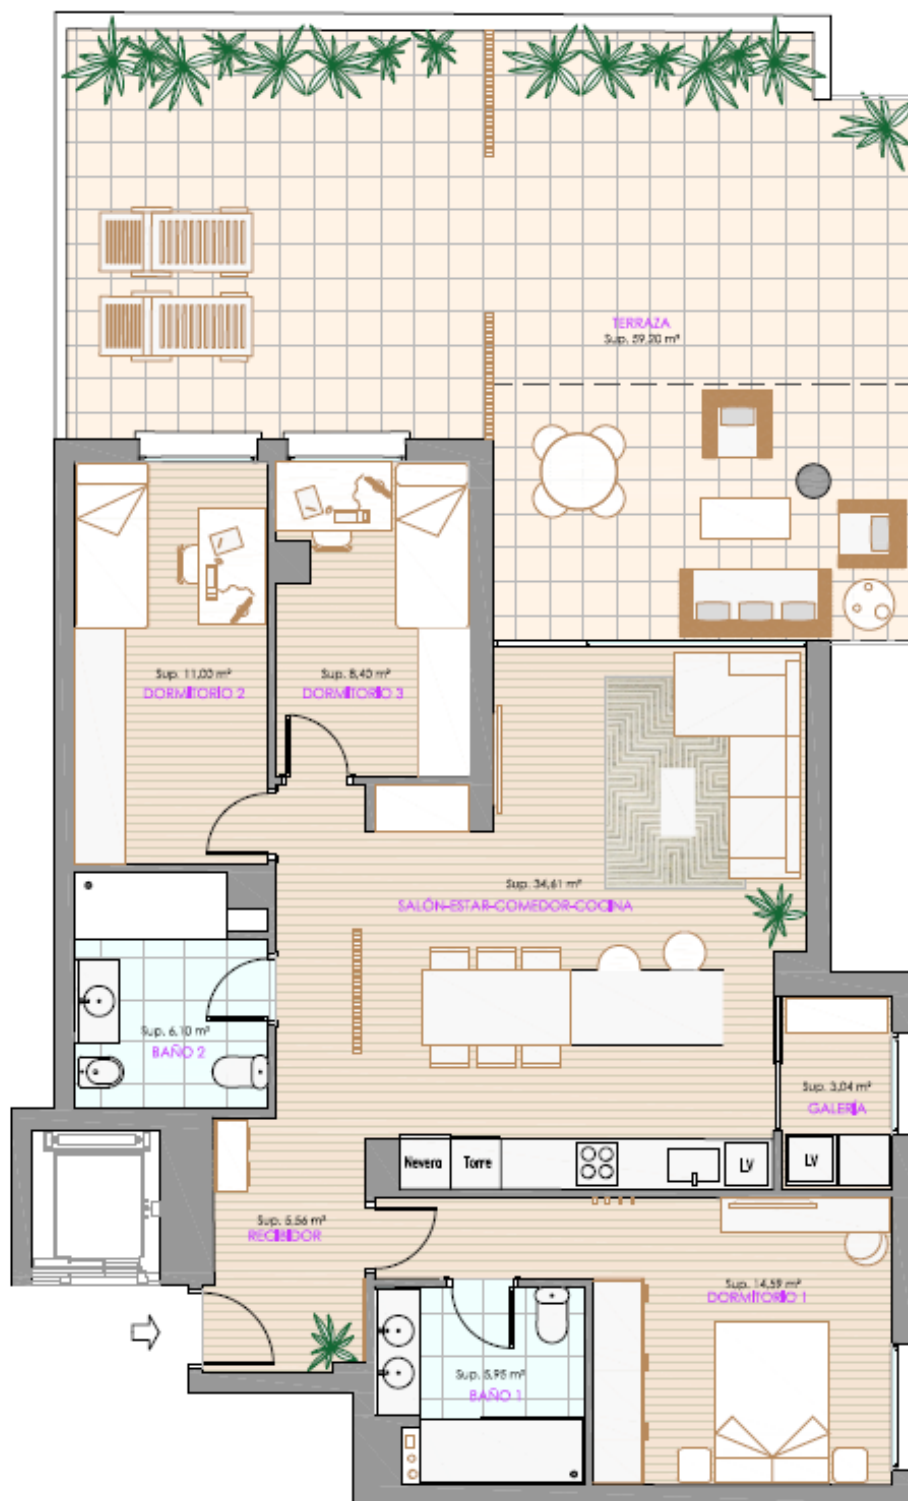 TERRAZA
Sup. 59,20 m²
Sup. 11,00 m²
DORMITORIO 2
Sup. 8,40 m²
DORMITORIO 3
Sup. 34,61 m²
SALÓN-ESTAR-COMEDOR-COCINA
Sup. 6,10 m²
BAÑO 2
Sup. 3,04 m²
GALERÍA
Nevera
Torre
LV
LV
Sup. 5,56 m²
RECIBIDOR
Sup. 14,59 m²
DORMITORIO 1
Sup. 5,95 m²
BAÑO 1